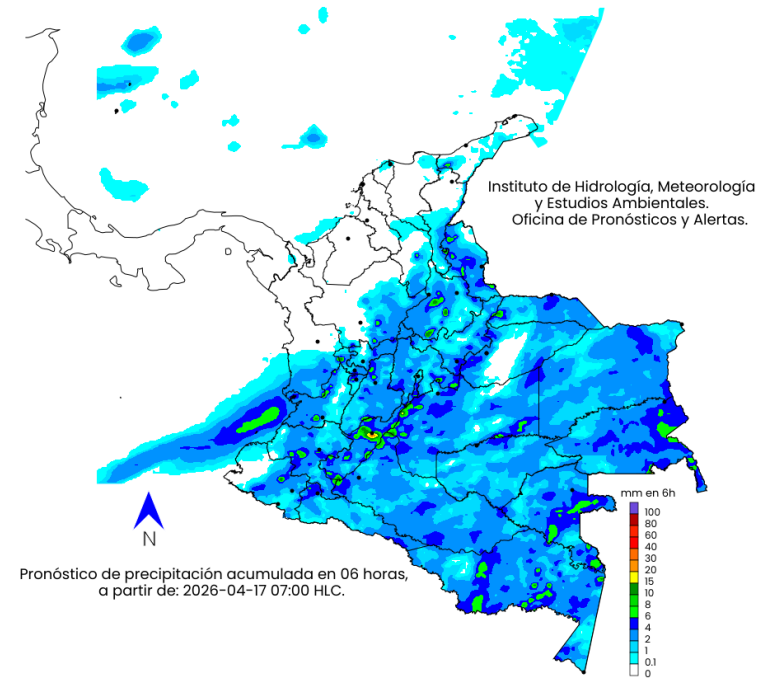 Instituto de Hidrología, Meteorología
y Estudios Ambientales.
Oficina de Pronósticos y Alertas.
mm en 6h
100
80
60
40
30
20
15
10
8
6
4
2
1
0.1
0
N
Pronóstico de precipitación acumulada en 06 horas,
a partir de: 2026-04-17 07:00 HLC.